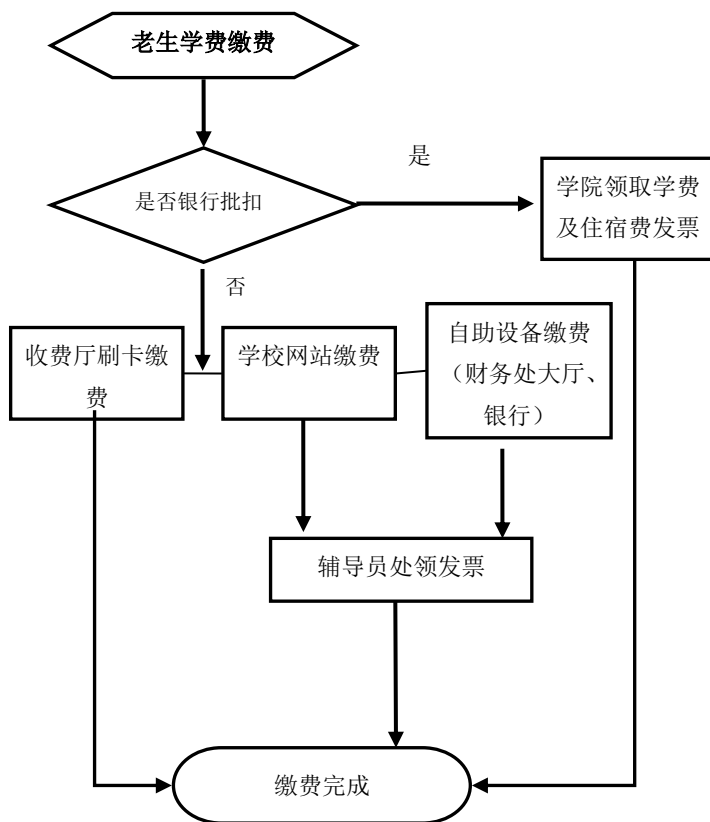 老生学费缴费
是
是否银行批扣
学院领取学费
及住宿费发票
否
收费厅刷卡缴
费
学校网站缴费
自助设备缴费
（财务处大厅、
银行）
辅导员处领发票
缴费完成